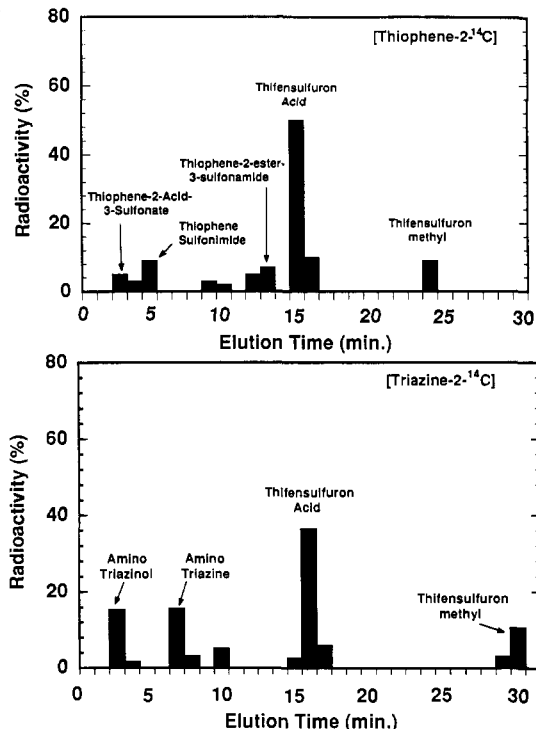 80
[Thiophene-2-14C]
60
Thifensulfuron
Acid
40
Thiophene-2-ester-
3-sulfonamide
Thiophene-2-Acid-
3-Sulfonate
20
Thiophene
Sulfonimide
Thifensulfuron
methyl
0
0 5 10 15 20 25 30
Radioactivity (%)
Elution Time (min.)
80
[Triazine-2-14C]
60
Thifensulfuron
Acid
40
Amino
Triazinol
Amino
Triazine
Thifensulfuron
methyl
20
0
0 5 10 15 20 25 30
Radioactivity (%)
Elution Time (min.)